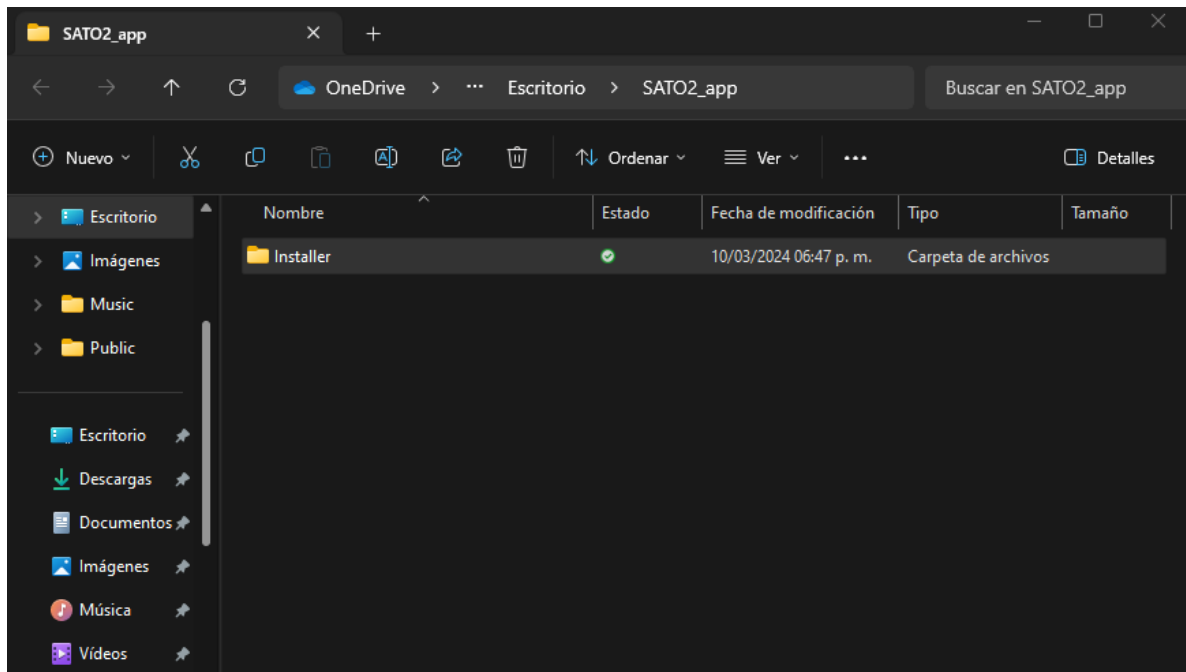 SATO2_app
OneDrive > ... Escritorio > SATO2_app
Buscar en SATO2_app
Nuevo
Ordenar
Ver
Detalles
Escritorio
Imágenes
Music
Public
Escritorio
Descargas
Documentos
Imágenes
Música
Vídeos
Nombre Estado Fecha de modificación Tipo Tamaño
Installer 10/03/2024 06:47 p. m. Carpeta de archivos